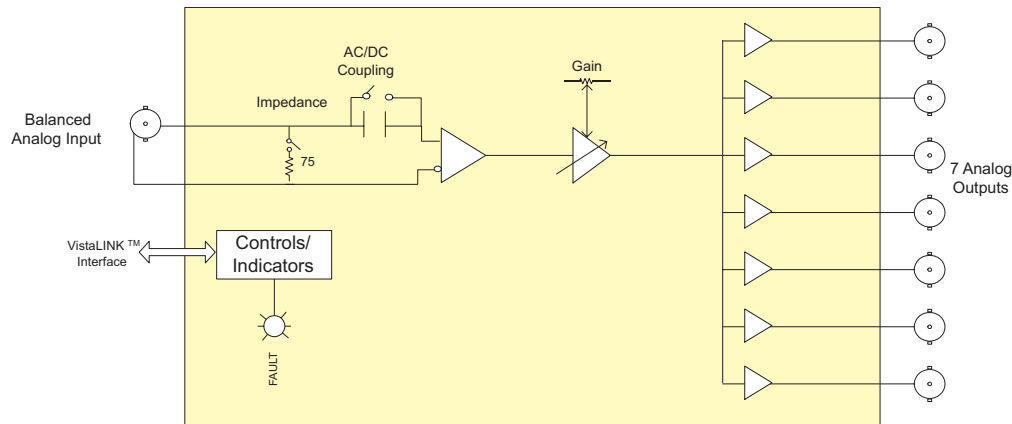 AC/DC
Coupling
Gain
Impedance
Balanced
Analog Input
75
7 Analog
Outputs
VistaLINK ™
Interface
Controls/
Indicators
FAULT